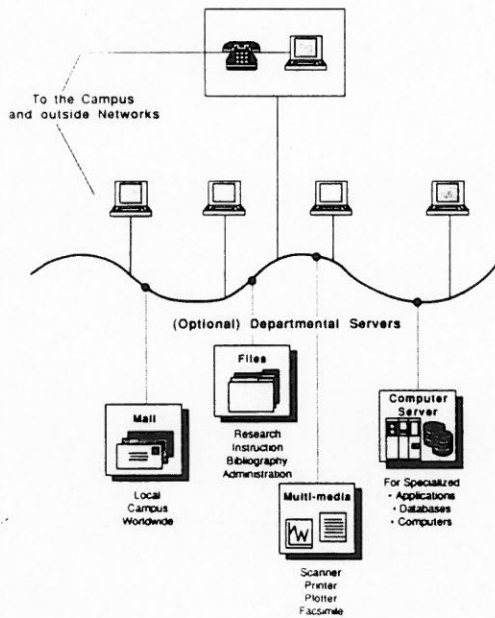 To the Campus
and outside Networks
(Optional) Departmental Servers
Files
Research
Instruction
Bibliography
Administration
Mail
Local
Campus
Worldwide
Computer
Server
For Specialized
• Applications
• Databases
• Computers
Multi-media
Scanner
Printer
Plotter
Facsimile